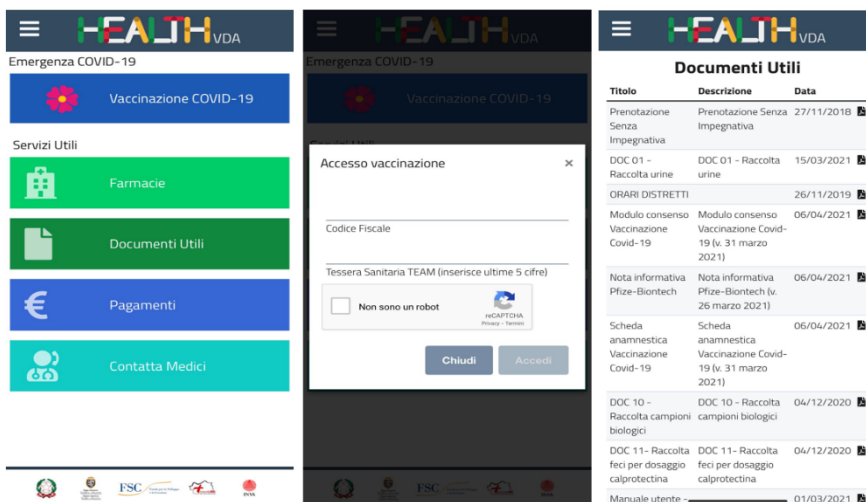 HEALTH VDA
Emergenza COVID-19
Vaccinazione COVID-19
Servizi Utili
Farmacie
Documenti Utili
Pagamenti
Contatta Medici
FSC
HEALTH VDA
Emergenza COVID-19
Vaccinazione COVID-19
Servizi Utili
Accesso vaccinazione ×
Codice Fiscale
Tessera Sanitaria TEAM (inserisce ultime 5 cifre)
Non sono un robot
reCAPTCHA
Privacy - Termini
Chiudi Accedi
FSC
HEALTH VDA
Documenti Utili
Titolo Descrizione Data
Prenotazione Prenotazione Senza 27/11/2018
Senza Impegnativa
Impegnativa
DOC 01 - DOC 01 - Raccolta 15/03/2021
Raccolta urine urine
ORARI DISTRETTI 26/11/2019
Modulo consenso Modulo consenso 06/04/2021
Vaccinazione Vaccinazione Covid-
Covid-19 19 (v. 31 marzo
2021)
Nota informativa Nota informativa 06/04/2021
Pfize-Biontech Pfize-Biontech (v.
26 marzo 2021)
Scheda Scheda 06/04/2021
anamnestica anamnestica
Vaccinazione Vaccinazione Covid-
Covid-19 19 (v. 31 marzo
2021)
DOC 10 - DOC 10 - Raccolta 04/12/2020
Raccolta campioni campioni biologici
biologici
DOC 11- Raccolta DOC 11- Raccolta 04/12/2020
feci per dosaggio feci per dosaggio
calprotectina calprotectina
Manuale utente - 01/03/2021